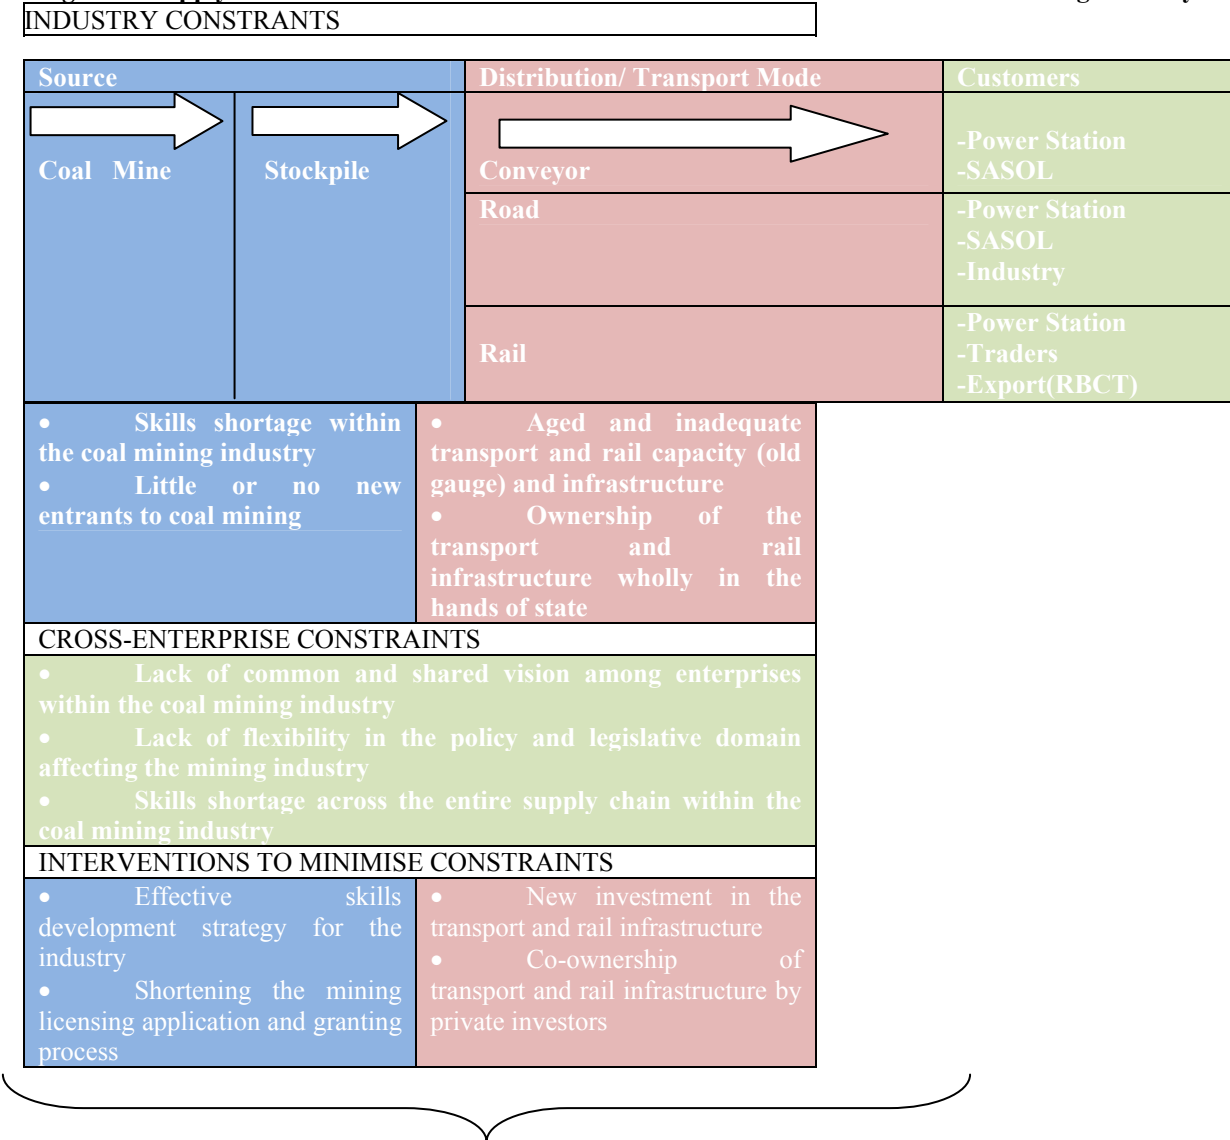 INDUSTRY CONSTRANTS
Source Distribution/ Transport Mode Customers
Coal Mine Stockpile Conveyor
-Power Station
-SASOL
Road
-Power Station
-SASOL
-Industry
Rail
-Power Station
-Traders
-Export(RBCT)
• Skills shortage within
the coal mining industry
• Little or no new
entrants to coal mining
• Aged and inadequate
transport and rail capacity (old
gauge) and infrastructure
• Ownership of the
transport and rail
infrastructure wholly in the
hands of state
CROSS-ENTERPRISE CONSTRAINTS
• Lack of common and shared vision among enterprises
within the coal mining industry
• Lack of flexibility in the policy and legislative domain
affecting the mining industry
• Skills shortage across the entire supply chain within the
coal mining industry
INTERVENTIONS TO MINIMISE CONSTRAINTS
• Effective skills
development strategy for the
industry
• Shortening the mining
licensing application and granting
process
• New investment in the
transport and rail infrastructure
• Co-ownership of
transport and rail infrastructure by
private investors